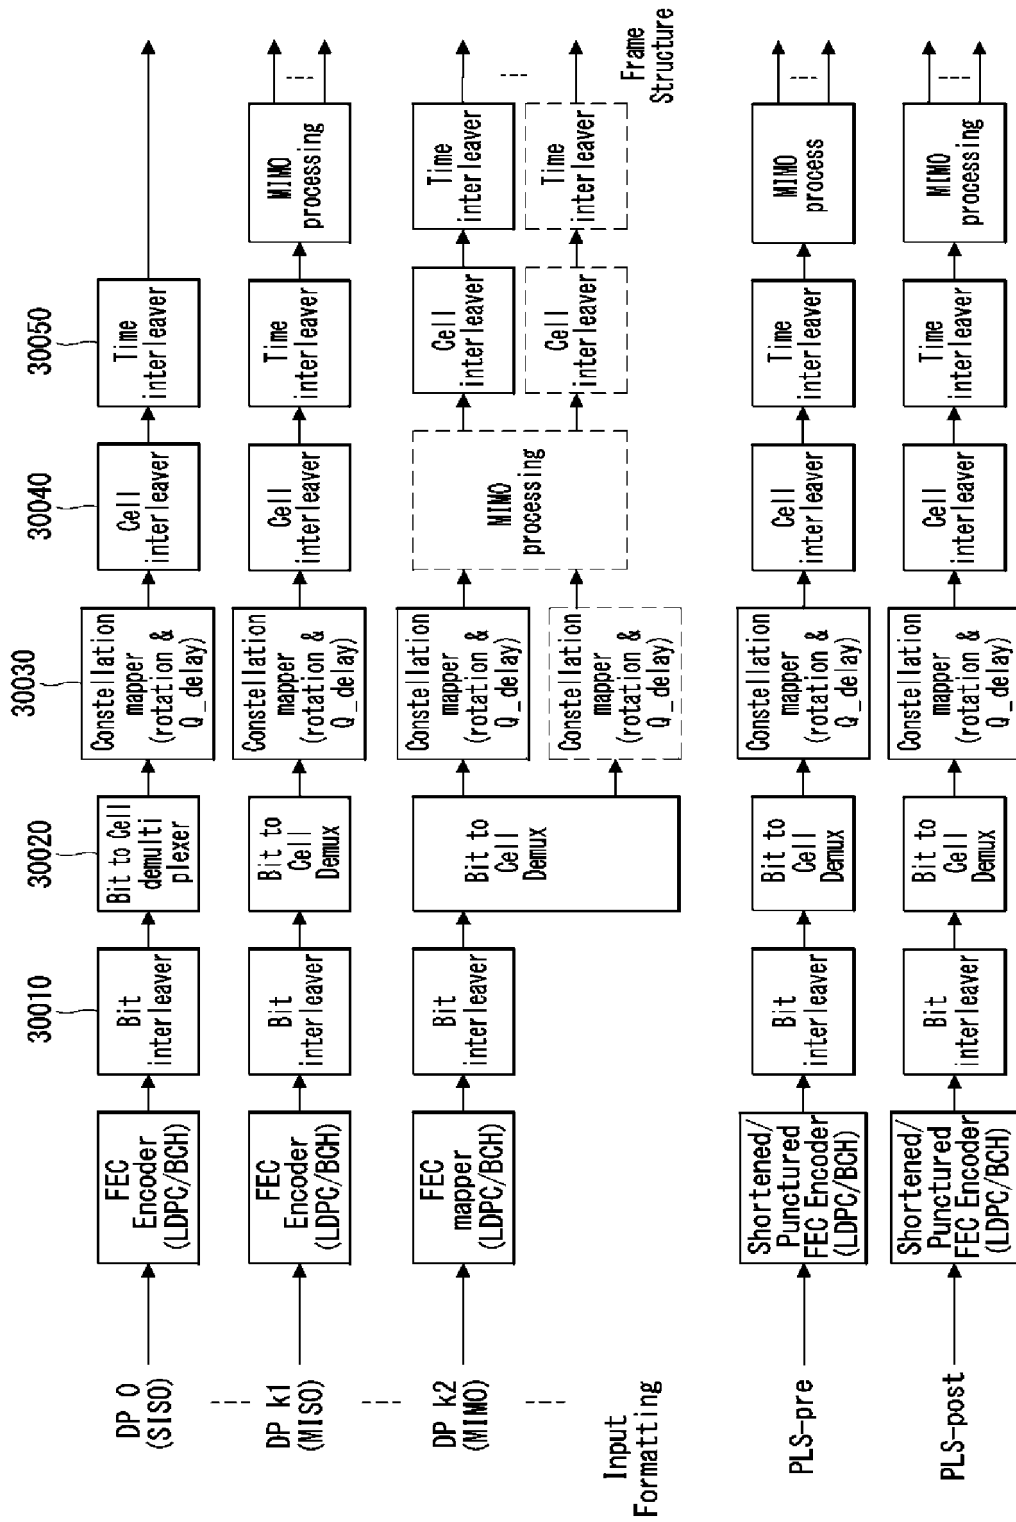 30010
30020
30030
30040
30050
DP 0
(SISO)
FEC
Encoder
(LDPC/BCH)
Bit
interleaver
Bit to Cell
demulti
plexer
Constellation
mapper
(rotation &
Q_delay)
Cell
interleaver
Time
interleaver
DP k1
(MISO)
FEC
Encoder
(LDPC/BCH)
Bit
interleaver
Bit to
Cell
Demux
Constellation
mapper
(rotation &
Q_delay)
Cell
interleaver
Time
interleaver
MIMO
processing
DP k2
(MIMO)
FEC
mapper
(LDPC/BCH)
Bit
interleaver
Bit to
Cell
Demux
Constellation
mapper
(rotation &
Q_delay)
Constellation
mapper
(rotation &
Q_delay)
MIMO
processing
Cell
interleaver
Time
interleaver
Cell
interleaver
Time
interleaver
Input
Formatting
Frame
Structure
PLS-pre
Shortened/
Punctured
FEC Encoder
(LDPC/BCH)
Bit
interleaver
Bit to
Cell
Demux
Constellation
mapper
(rotation &
Q_delay)
Cell
interleaver
Time
interleaver
MIMO
process
PLS-post
Shortened/
Punctured
FEC Encoder
(LDPC/BCH)
Bit
interleaver
Bit to
Cell
Demux
Constellation
mapper
(rotation &
Q_delay)
Cell
interleaver
Time
interleaver
MIMO
processing